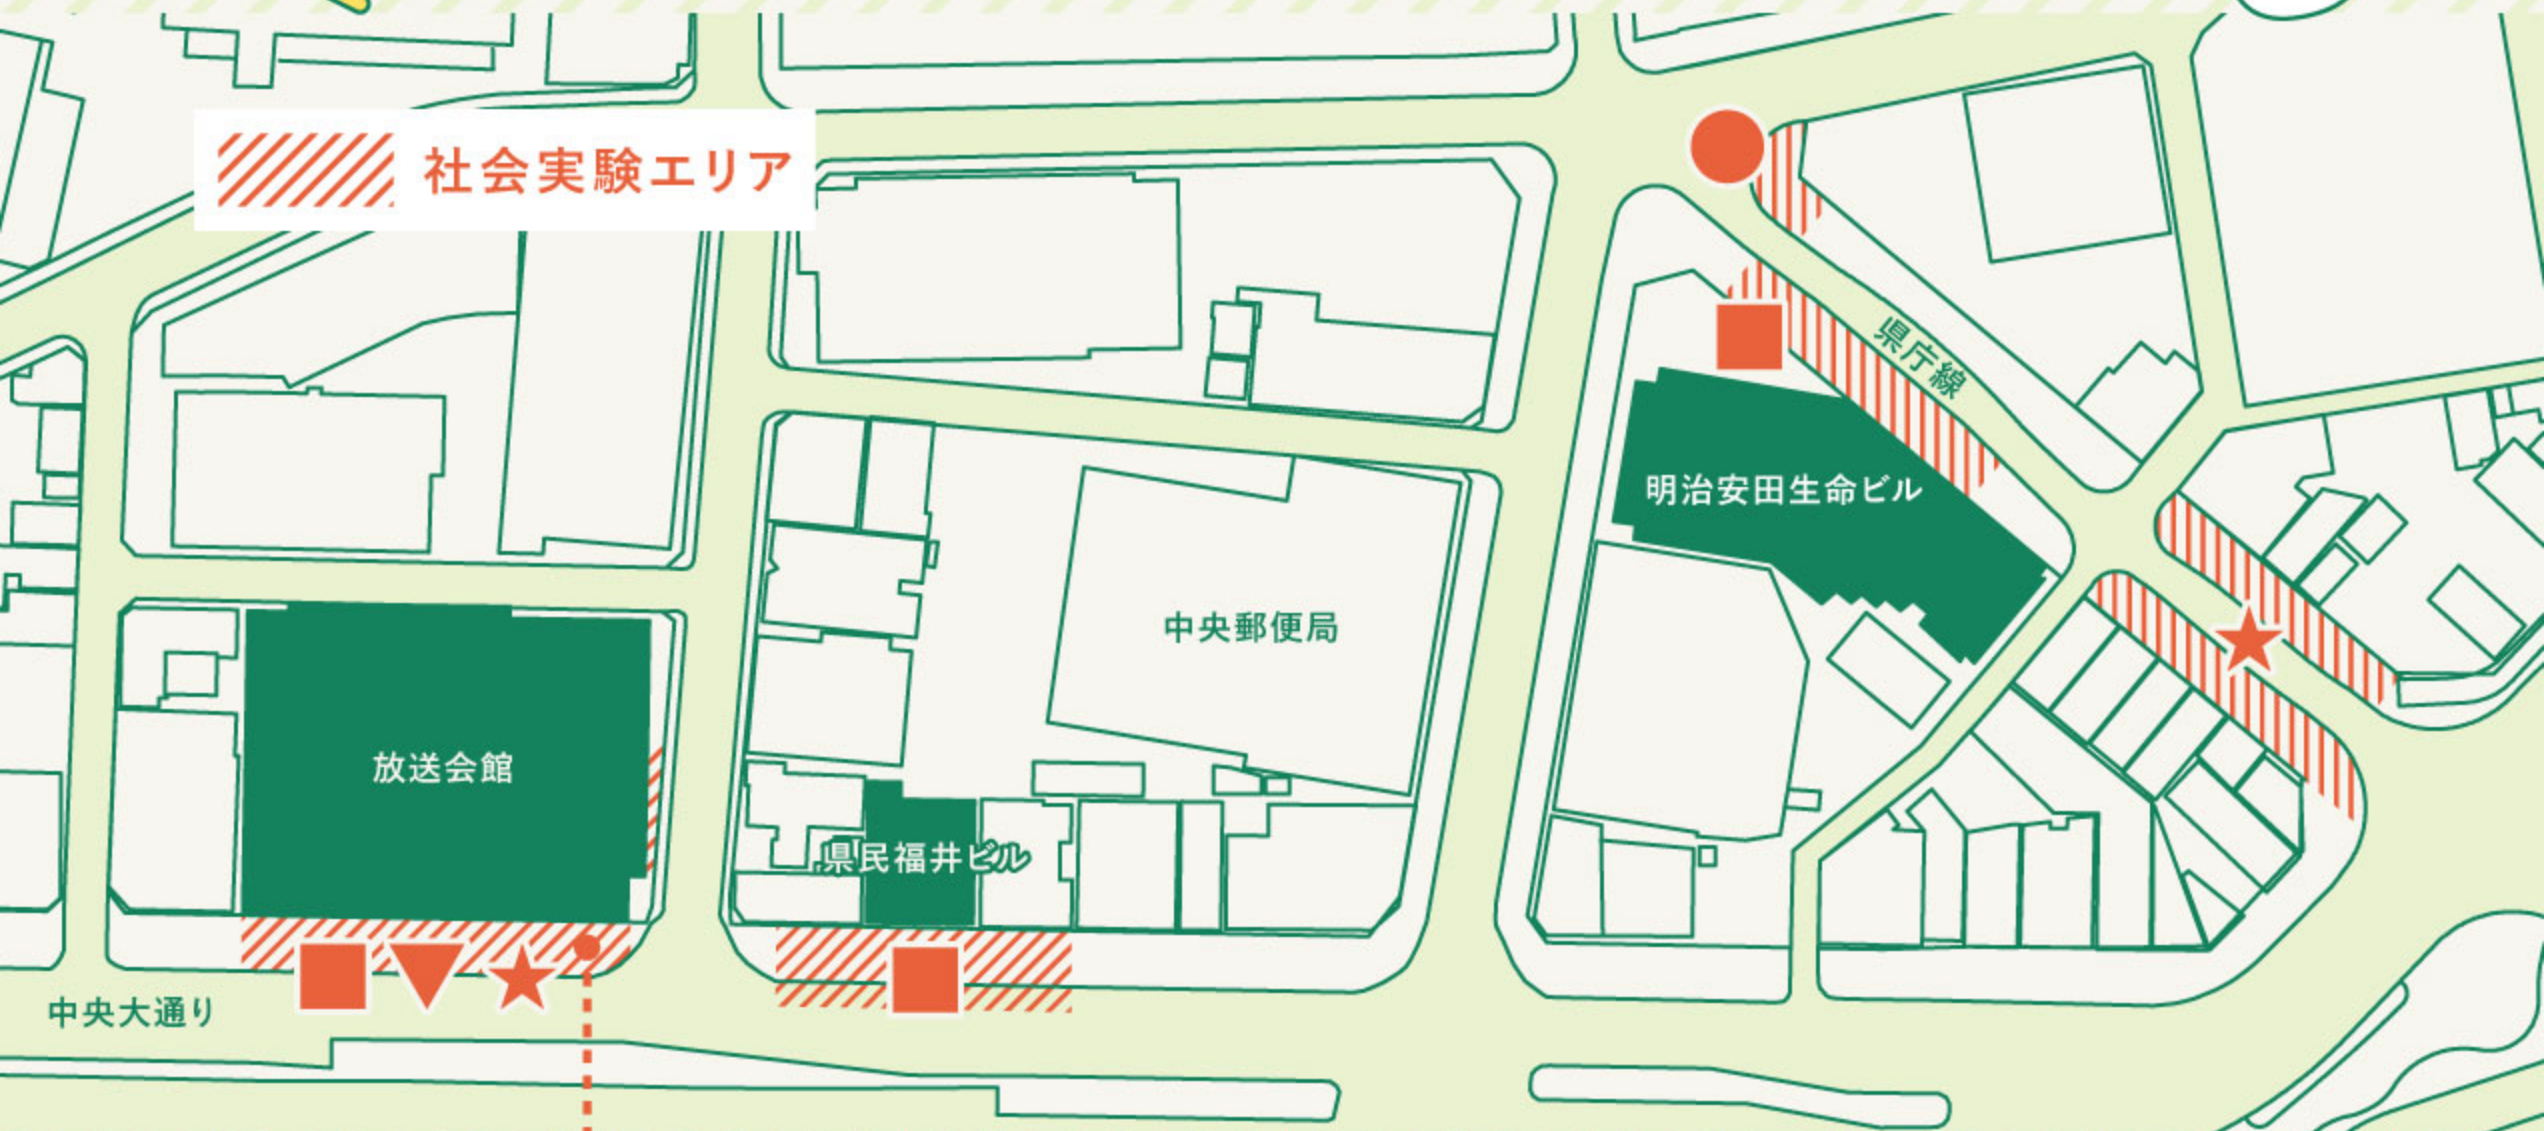 社会実験エリア
県庁線
明治安田生命ビル
中央郵便局
放送会館
県民福井ビル
中央大通り